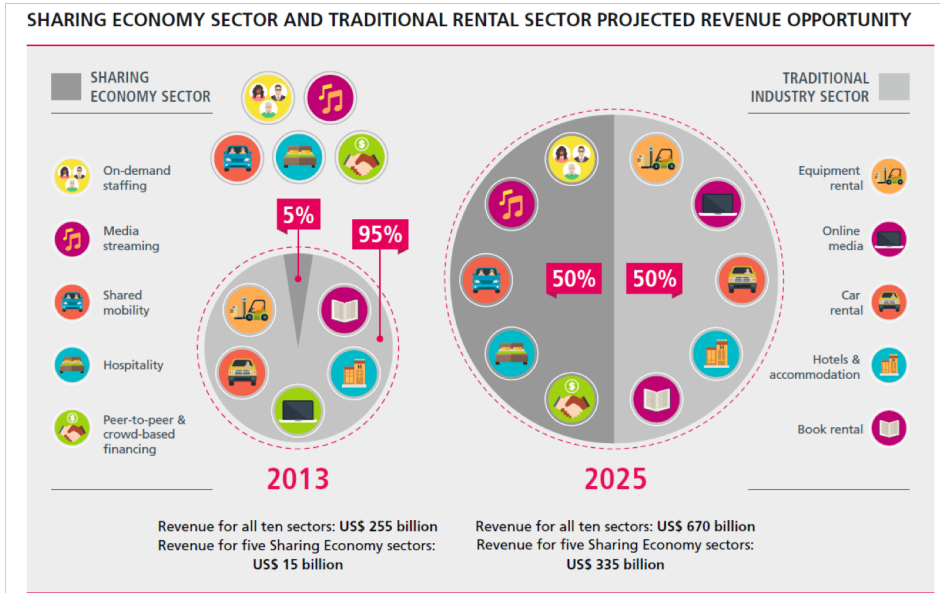 SHARING ECONOMY SECTOR AND TRADITIONAL RENTAL SECTOR PROJECTED REVENUE OPPORTUNITY
SHARING
ECONOMY SECTOR
On-demand
staffing
Media
streaming
Shared
mobility
Hospitality
Peer-to-peer &
crowd-based
financing
$
5%
95%
$
2013
Revenue for all ten sectors: US$ 255 billion
Revenue for five Sharing Economy sectors:
US$ 15 billion
50%
50%
$
2025
Revenue for all ten sectors: US$ 670 billion
Revenue for five Sharing Economy sectors:
US$ 335 billion
TRADITIONAL
INDUSTRY SECTOR
Equipment
rental
Online
media
Car
rental
Hotels &
accommodation
Book rental